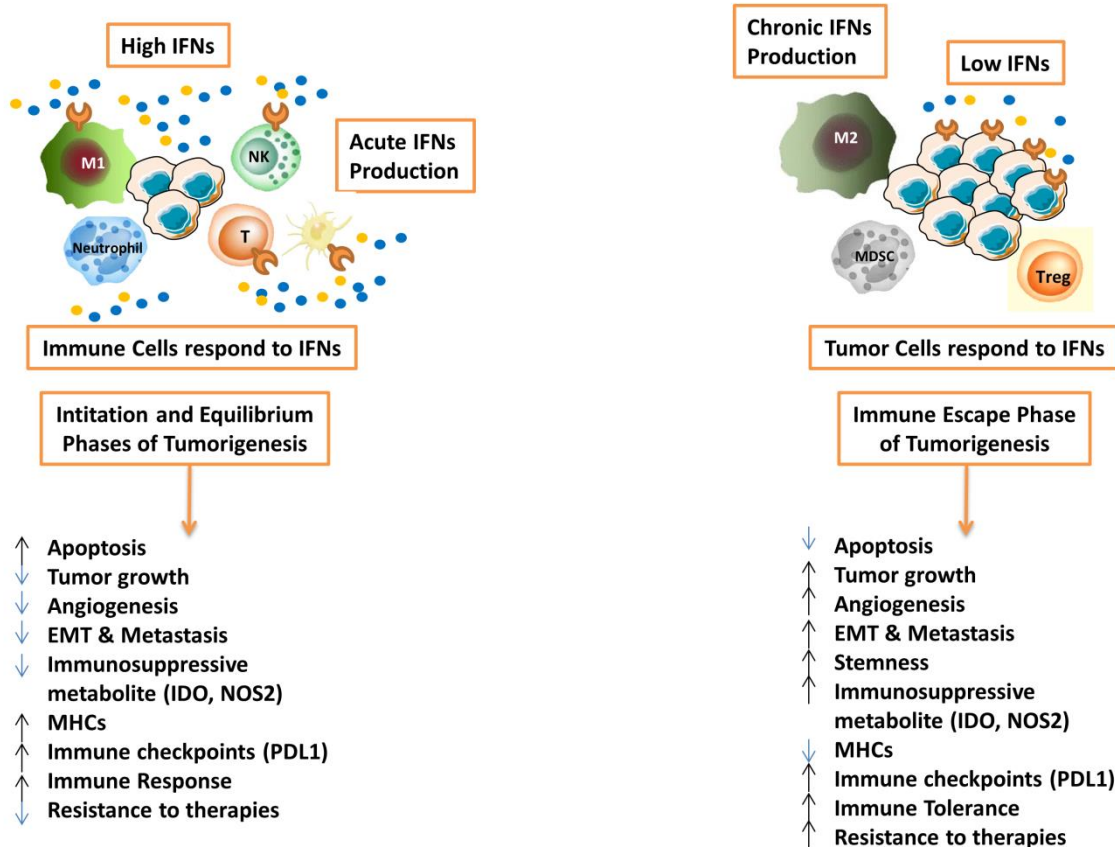 High IFNs
M1
NK
Acute IFNs
Production
Neutrophil
T
Immune Cells respond to IFNs
Intitation and Equilibrium
Phases of Tumorigenesis
Apoptosis
Tumor growth
Angiogenesis
EMT & Metastasis
Immunosuppressive
metabolite (IDO, NOS2)
MHCs
Immune checkpoints (PDL1)
Immune Response
Resistance to therapies
Chronic IFNs
Production
Low IFNs
M2
MDSC
Treg
Tumor Cells respond to IFNs
Immune Escape Phase
of Tumorigenesis
Apoptosis
Tumor growth
Angiogenesis
EMT & Metastasis
Stemness
Immunosuppressive
metabolite (IDO, NOS2)
MHCs
Immune checkpoints (PDL1)
Immune Tolerance
Resistance to therapies